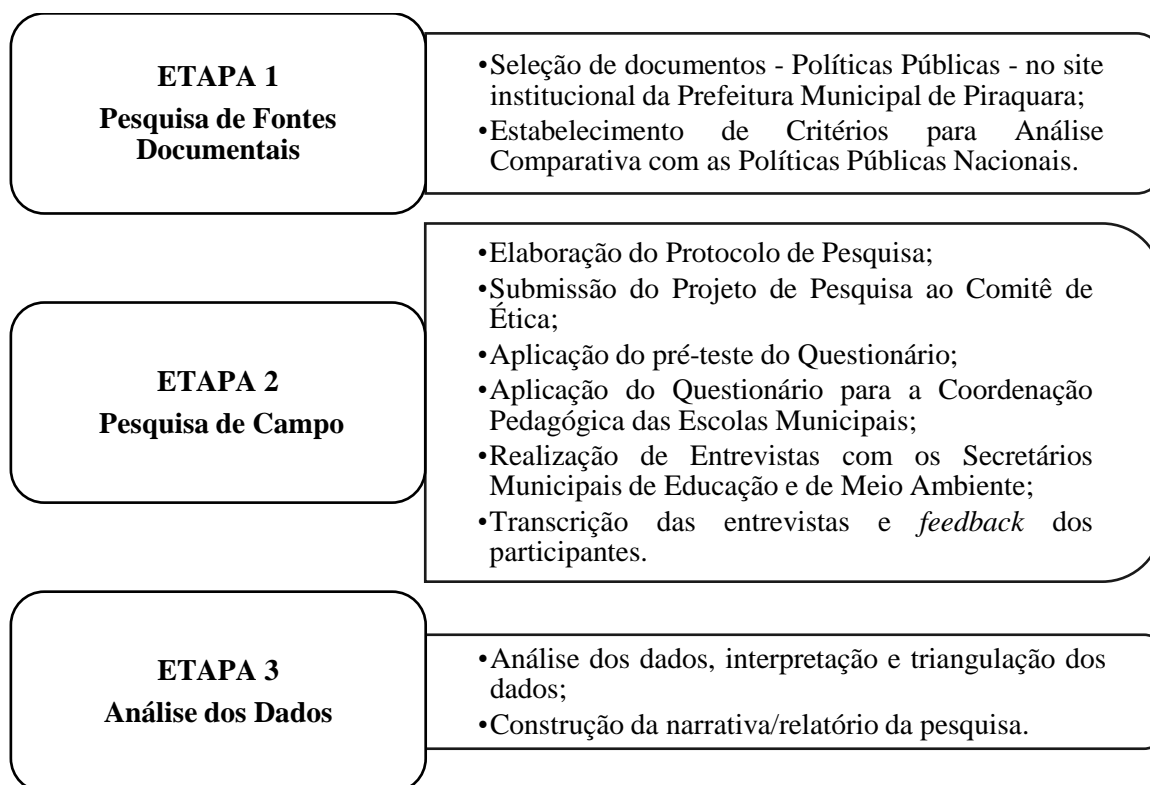 ETAPA 1
Pesquisa de Fontes
Documentais
•Seleção de documentos - Políticas Públicas - no site
institucional da Prefeitura Municipal de Piraquara;
•Estabelecimento de Critérios para Análise
Comparativa com as Políticas Públicas Nacionais.
ETAPA 2
Pesquisa de Campo
•Elaboração do Protocolo de Pesquisa;
•Submissão do Projeto de Pesquisa ao Comitê de
Ética;
•Aplicação do pré-teste do Questionário;
•Aplicação do Questionário para a Coordenação
Pedagógica das Escolas Municipais;
•Realização de Entrevistas com os Secretários
Municipais de Educação e de Meio Ambiente;
•Transcrição das entrevistas e feedback dos
participantes.
ETAPA 3
Análise dos Dados
•Análise dos dados, interpretação e triangulação dos
dados;
•Construção da narrativa/relatório da pesquisa.